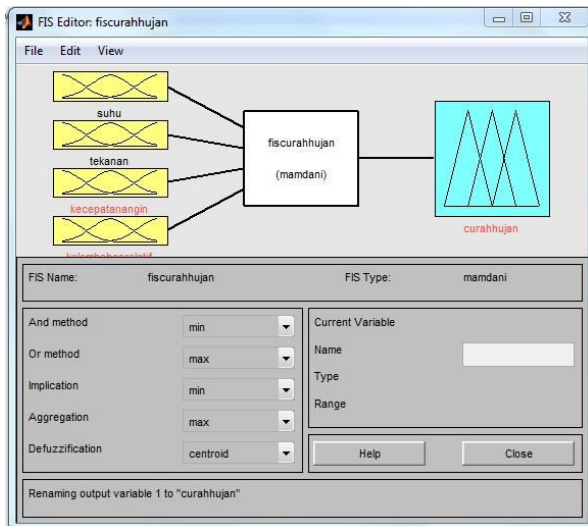 FIS Editor: fiscurahhujan
File Edit View
suhu
tekanan
kecepatanangin
fiscurahhujan
(mamdani)
curahhujan
FIS Name: fiscurahhujan FIS Type: mamdani
And method min
Or method max
Implication min
Aggregation max
Defuzzification centroid
Current Variable
Name
Type
Range
Help Close
Renaming output variable 1 to "curahhujan"